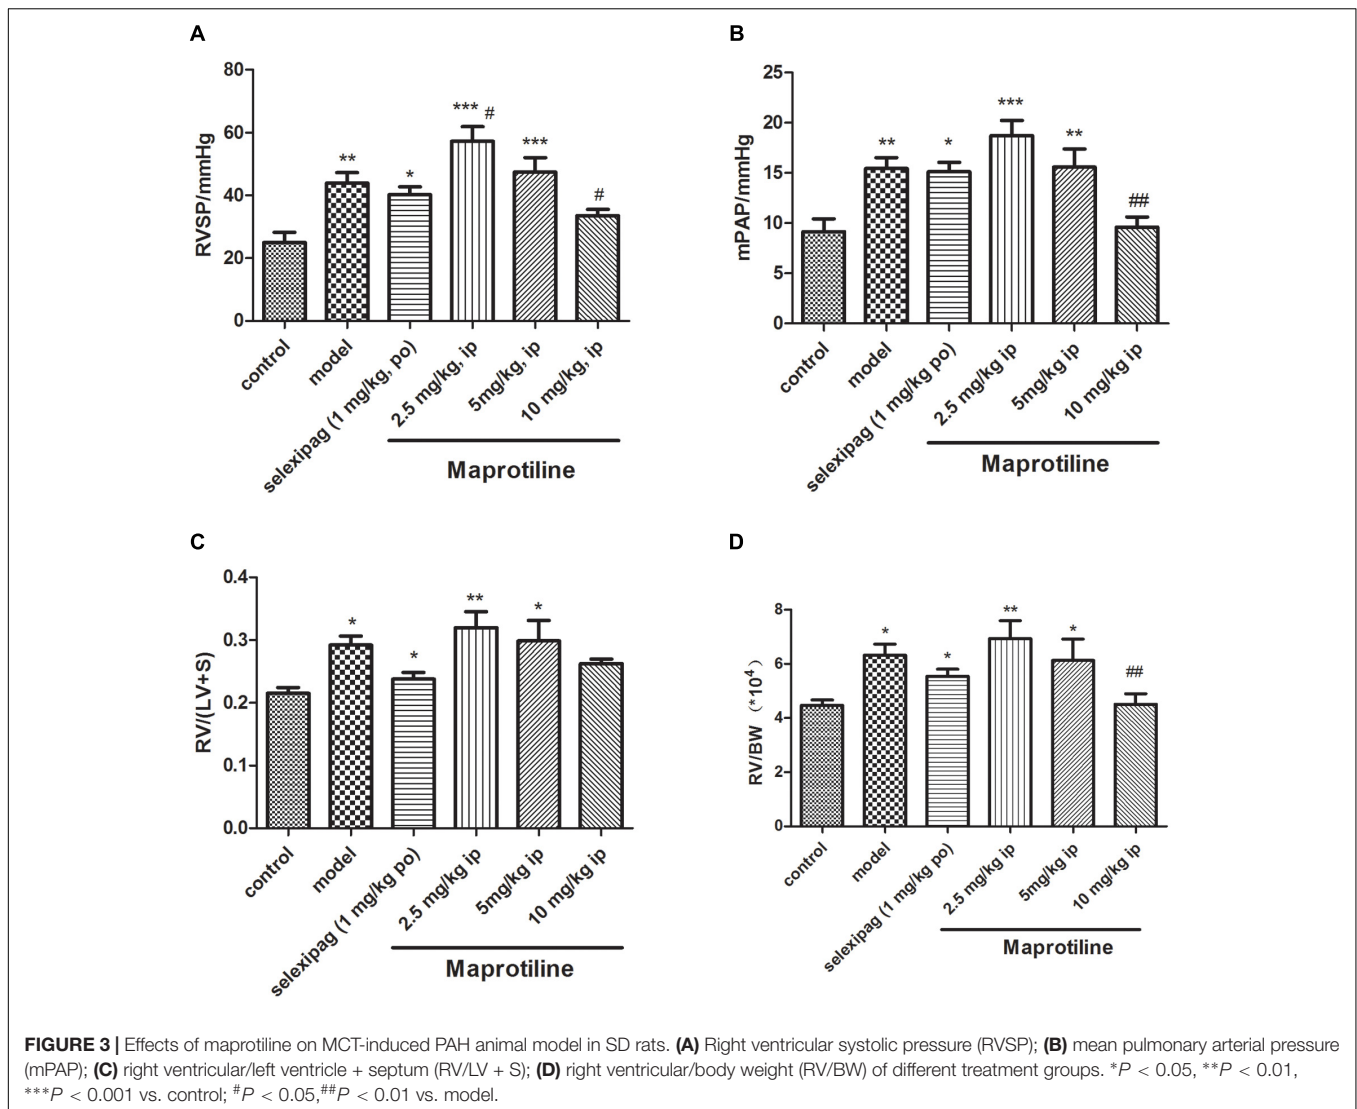 A
RVSP/mmHg
80
60
40
20
0
**
*
***
#
***
#
control
model
selexipag (1 mg/kg, po)
2.5 mg/kg, ip
5mg/kg, ip
10 mg/kg, ip
Maprotiline
B
mPAP/mmHg
25
20
15
10
5
0
**
*
***
**
##
control
model
selexipag (1 mg/kg po)
2.5 mg/kg ip
5mg/kg ip
10 mg/kg ip
Maprotiline
C
RV/(LV+S)
0.4
0.3
0.2
0.1
0.0
*
*
**
*
control
model
selexipag (1 mg/kg po)
2.5 mg/kg ip
5mg/kg ip
10 mg/kg ip
Maprotiline
D
RV/BW (*10⁴)
8
6
4
2
0
*
*
**
*
##
control
model
selexipag (1 mg/kg po)
2.5 mg/kg ip
5mg/kg ip
10 mg/kg ip
Maprotiline
FIGURE 3 | Effects of maprotiline on MCT-induced PAH animal model in SD rats. (A) Right ventricular systolic pressure (RVSP); (B) mean pulmonary arterial pressure
(mPAP); (C) right ventricular/left ventricle + septum (RV/LV + S); (D) right ventricular/body weight (RV/BW) of different treatment groups. *P < 0.05, **P < 0.01,
***P < 0.001 vs. control; #P < 0.05,##P < 0.01 vs. model.